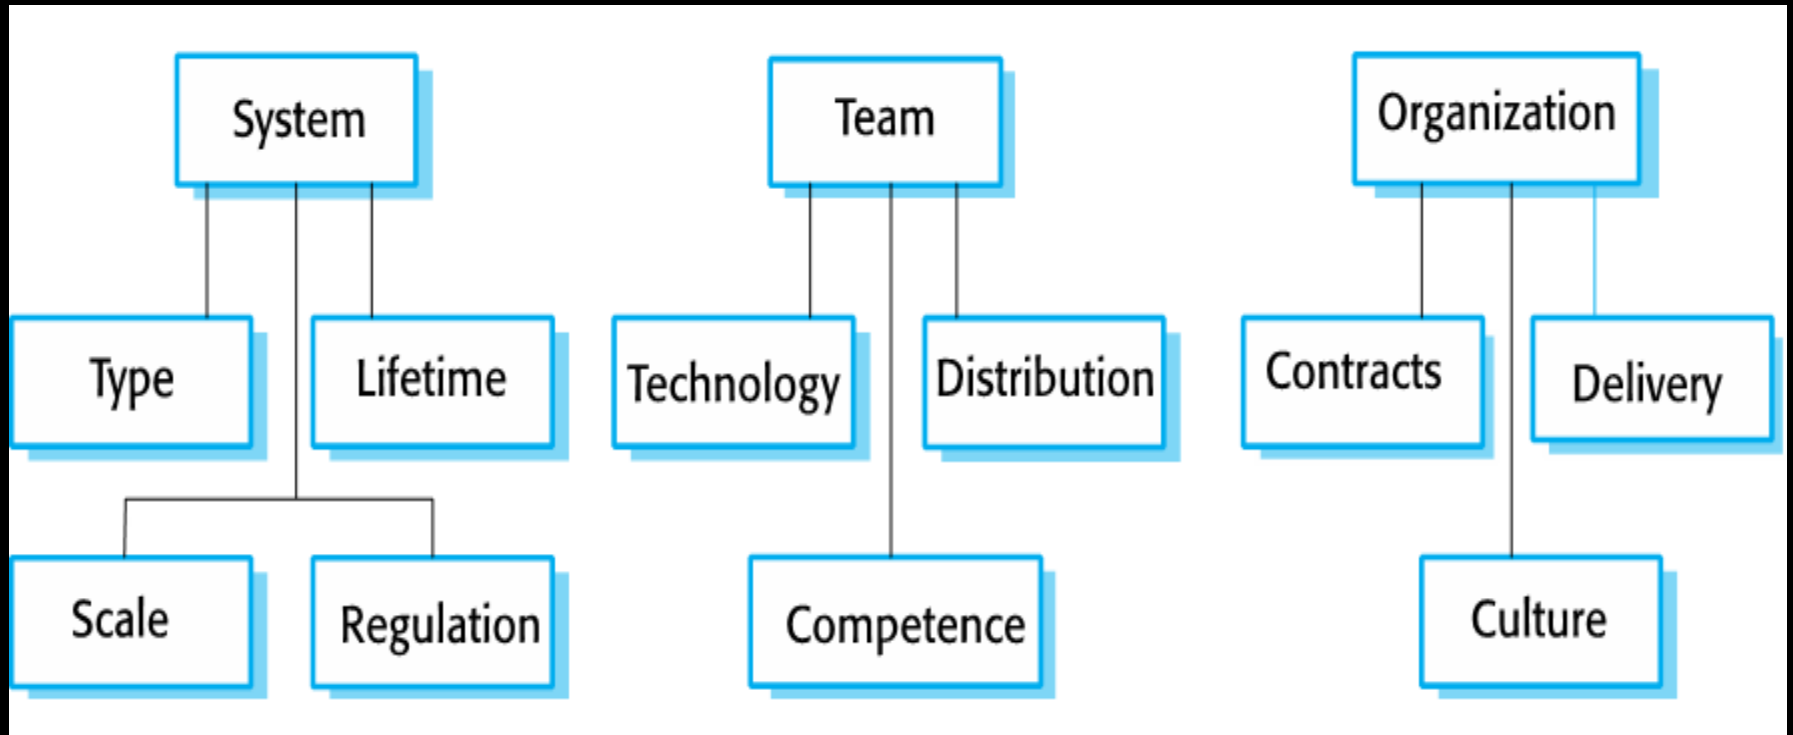 System
Team
Organization
Type
Lifetime
Technology
Distribution
Contracts
Delivery
Scale
Regulation
Competence
Culture